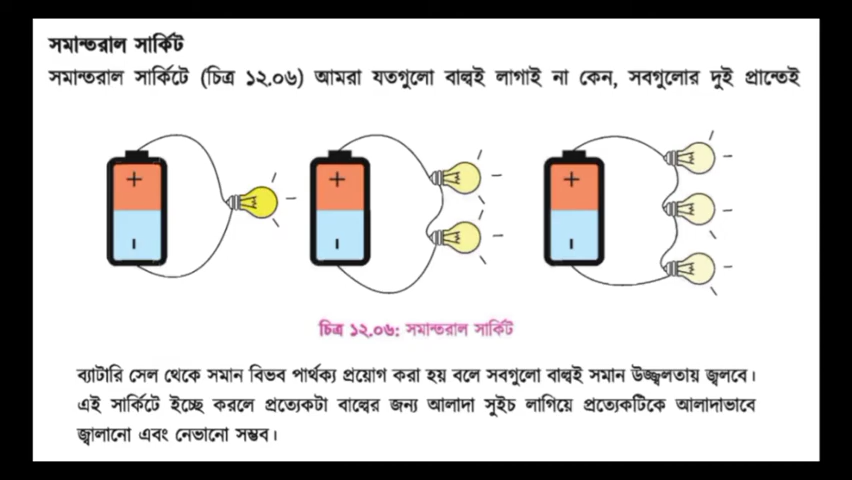 সমান্তরাল সার্কিট
সমান্তরাল সার্কিটে (চিত্র ১২.০৬) আমরা যতগুলো বাল্বই লাগাই না কেন, সবগুলোর দুই প্রান্তেই
+
+
+
চিত্র ১২.০৬: সমান্তরাল সার্কিট
ব্যাটারি সেল থেকে সমান বিভব পার্থক্য প্রয়োগ করা হয় বলে সবগুলো বাল্বই সমান উজ্জ্বলতায় জ্বলবে।
এই সার্কিটে ইচ্ছে করলে প্রত্যেকটা বাল্বের জন্য আলাদা সুইচ লাগিয়ে প্রত্যেকটিকে আলাদাভাবে
জ্বালানো এবং নেভানো সম্ভব।